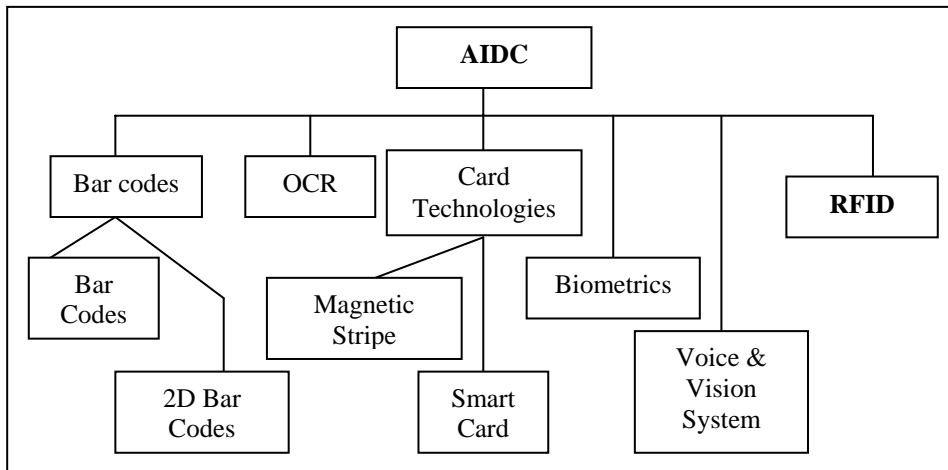 AIDC
Bar codes
OCR
Card
Technologies
RFID
Bar
Codes
Magnetic
Stripe
Biometrics
2D Bar
Codes
Smart
Card
Voice &
Vision
System